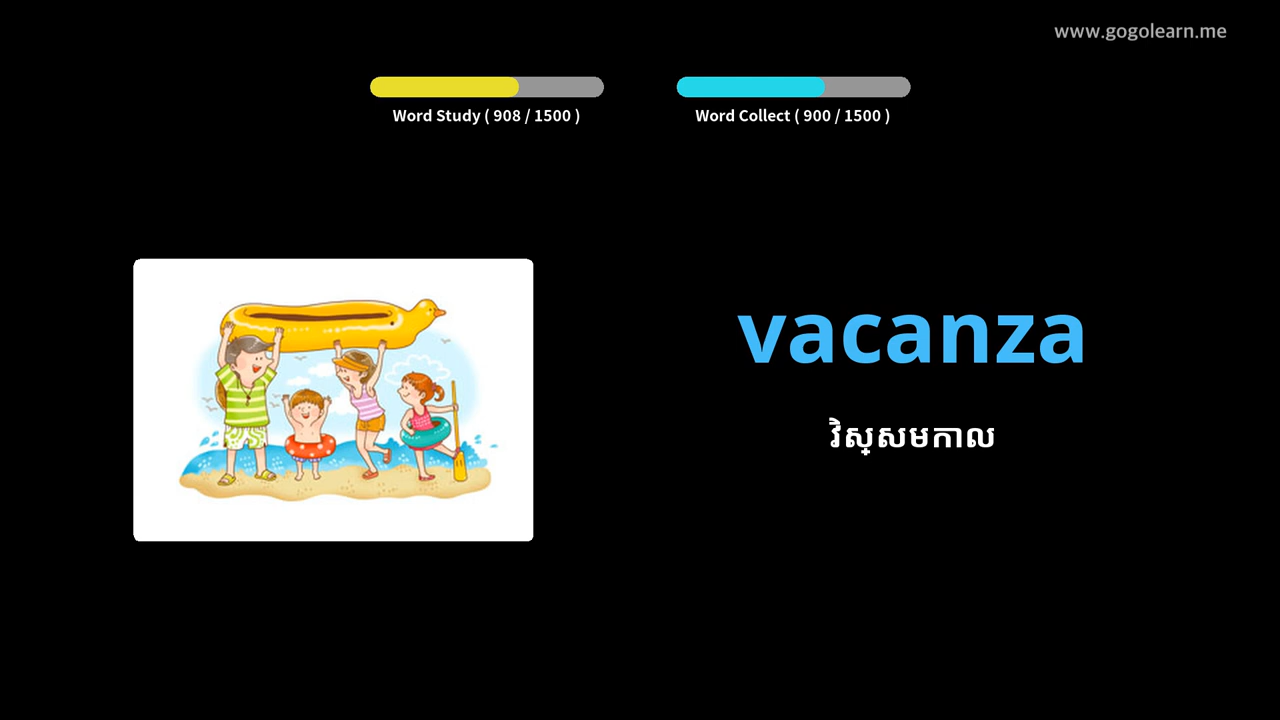 www.gogolearn.me
Word Study ( 908 / 1500 )
Word Collect ( 900 / 1500 )
vacanza
វិស្សមកាល